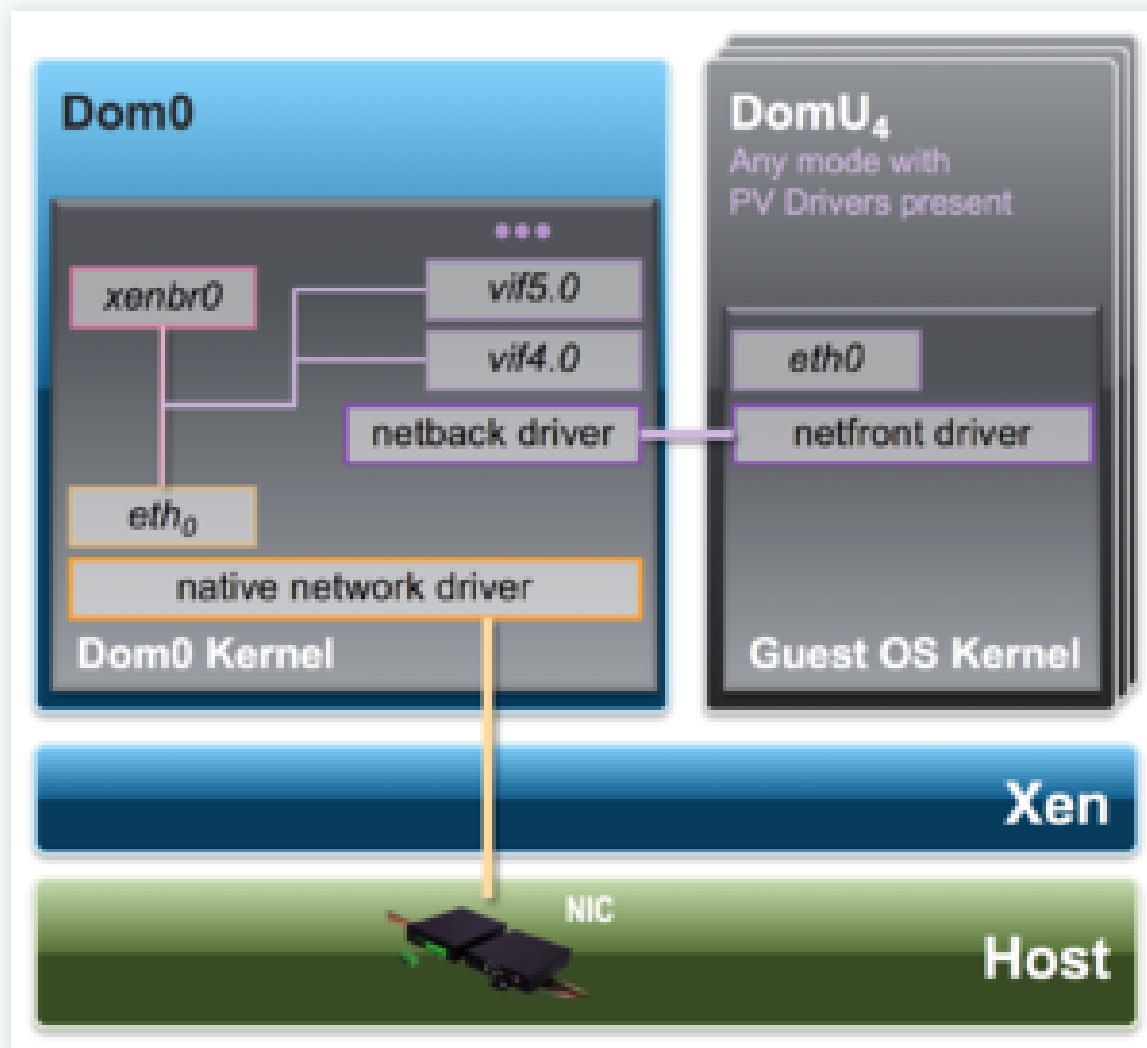 Dom0
xenbr0
vif5.0
vif4.0
netback driver
eth₀
native network driver
Dom0 Kernel
DomU₄
Any mode with
PV Drivers present
eth0
netfront driver
Guest OS Kernel
Xen
NIC
Host